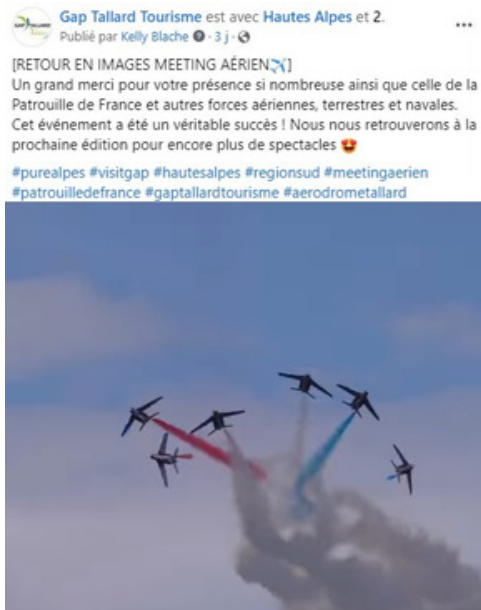 GAP TALLARD
Gap Tallard Tourisme est avec Hautes Alpes et 2.
Publié par Kelly Blache · 3 j ·
[RETOUR EN IMAGES MEETING AÉRIEN✈️]
Un grand merci pour votre présence si nombreuse ainsi que celle de la
Patrouille de France et autres forces aériennes, terrestres et navales.
Cet événement a été un véritable succès ! Nous nous retrouverons à la
prochaine édition pour encore plus de spectacles 🤩
#purealpes #visitgap #hautesalpes #regionsud #meetingaerien
#patrouilledefrance #gaptallardtourisme #aerodrometallard